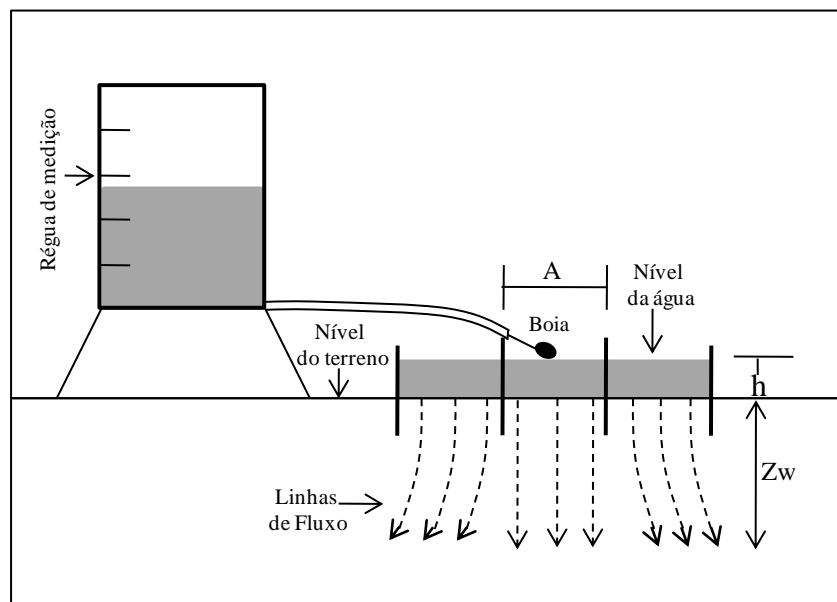 Régua de medição
A
Nível
da água
Boia
Nível
do terreno
h
Zw
Linhas
de Fluxo